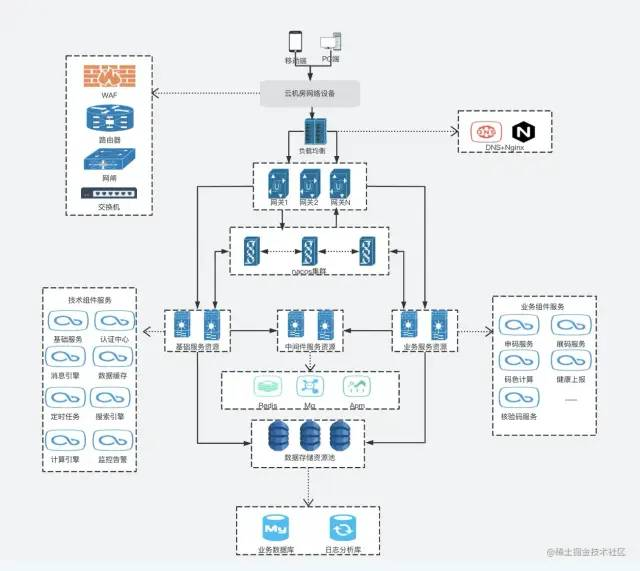 移动端
PC端
云机房网络设备
WAF
路由器
网闸
交换机
负载均衡
DNS
N
DNS+Nginx
U U U
网关1 网关2 网关N
nacos集群
技术组件服务
基础服务 认证中心
消息引擎 数据缓存
定时任务 搜索引擎
计算引擎 监控告警
基础服务资源
中间件服务资源
业务服务资源
业务组件服务
申码服务 展码服务
码色计算 健康上报
核验码服务 ......
Redis Mq Apm
数据存储资源池
My
业务数据库 日志分析库
@稀土掘金技术社区